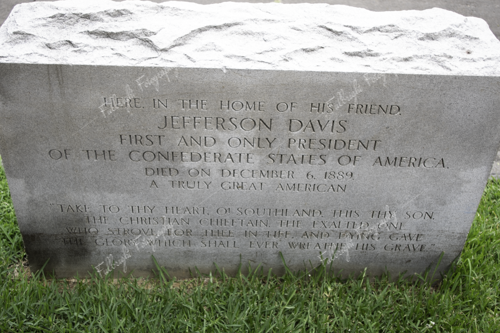 HERE, IN THE HOME OF HIS FRIEND,
JEFFERSON DAVIS
FIRST AND ONLY PRESIDENT
OF THE CONFEDERATE STATES OF AMERICA,
DIED ON DECEMBER 6, 1889.
A TRULY GREAT AMERICAN
"TAKE TO THY HEART, O! SOUTHLAND, THIS THY SON,
THE CHRISTIAN CHIEFTAIN, THE EXALTED ONE
WHO STROVE FOR THEE IN LIFE, AND DYING GAVE
THE GLORY WHICH SHALL EVER WREATHE HIS GRAVE"